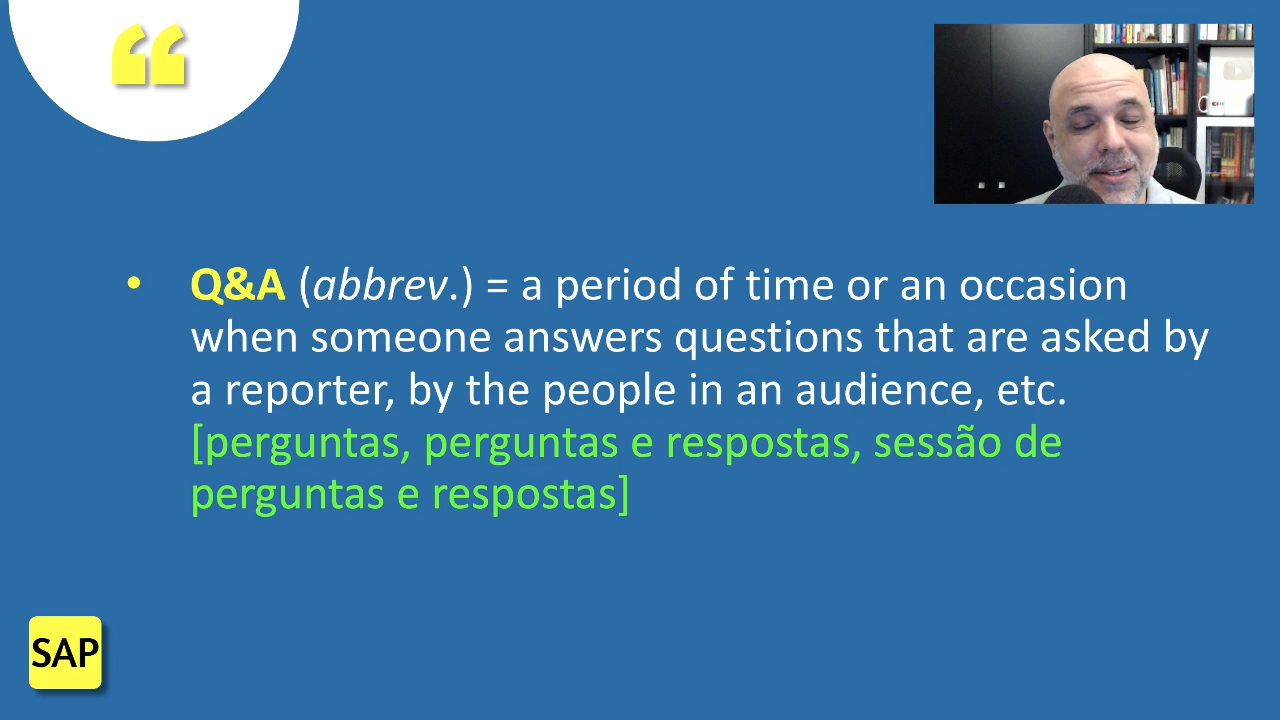 “
• Q&A (abbrev.) = a period of time or an occasion
when someone answers questions that are asked by
a reporter, by the people in an audience, etc.
[perguntas, perguntas e respostas, sessão de
perguntas e respostas]
SAP